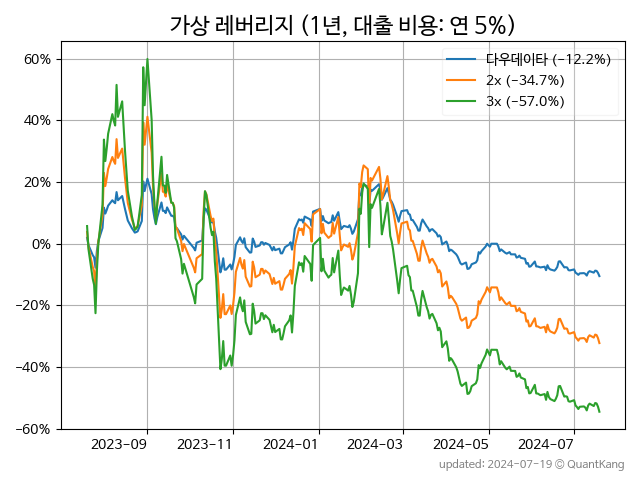 가상 레버리지 (1년, 대출 비용: 연 5%)
다우데이타 (−12.2%)
2x (−34.7%)
3x (−57.0%)
60%
40%
20%
0%
−20%
−40%
−60%
2023-09 2023-11 2024-01 2024-03 2024-05 2024-07
updated: 2024-07-19 © QuantKang